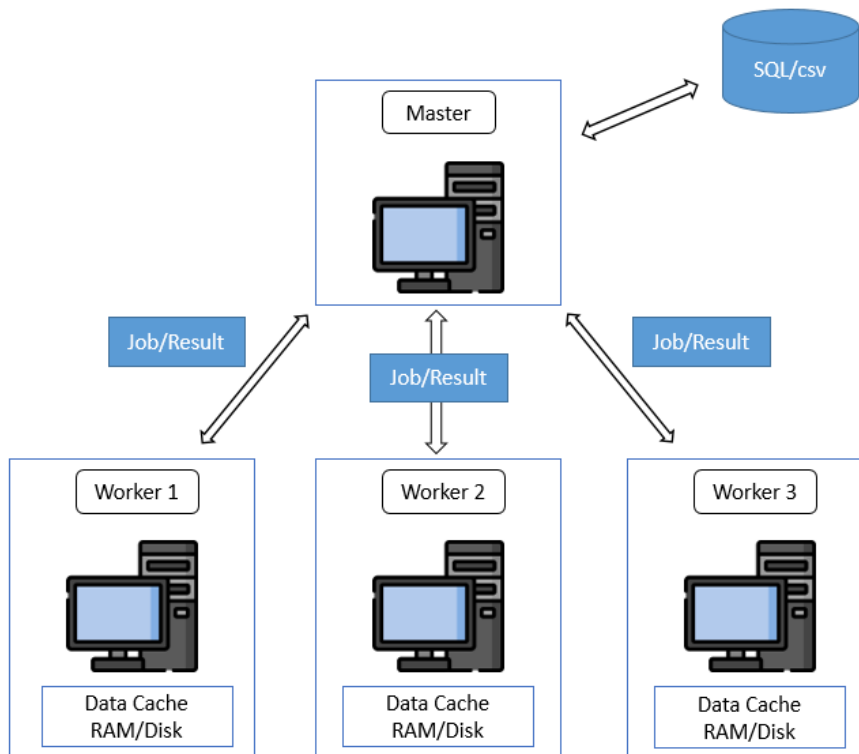 SQL/csv
Master
Job/Result
Job/Result
Job/Result
Worker 1
Worker 2
Worker 3
Data Cache
RAM/Disk
Data Cache
RAM/Disk
Data Cache
RAM/Disk